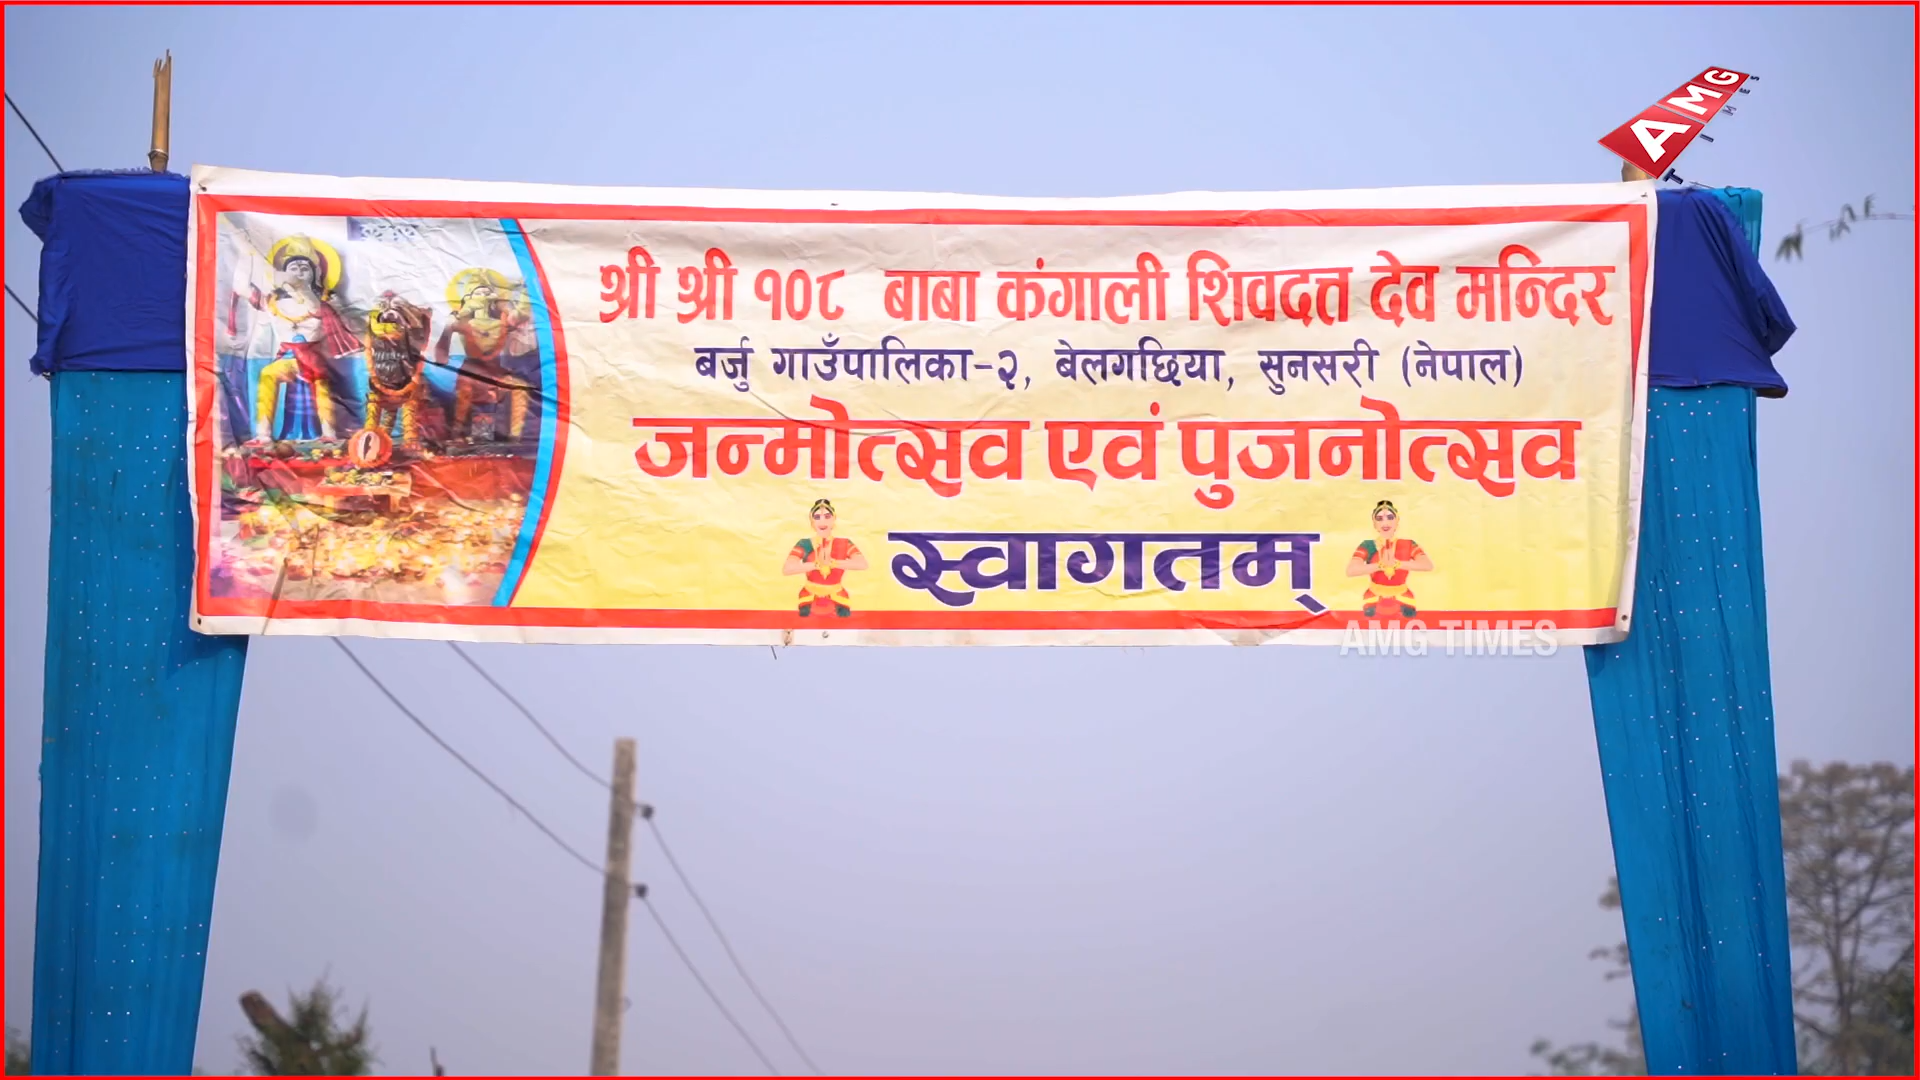 AMG
TIMES
श्री श्री १०८ बाबा कंगाली शिवदत्त देव मन्दिर
बर्जु गाउँपालिका-२, बेलगछिया, सुनसरी (नेपाल)
जन्मोत्सव एवं पुजनोत्सव
स्वागतम्
AMG TIMES